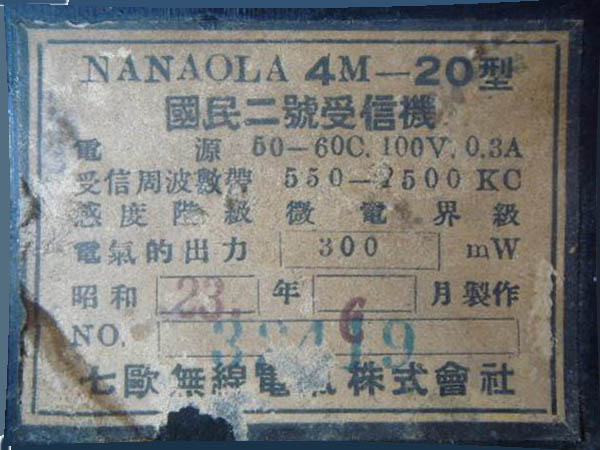 NANAOLA 4M—20型
國民二號受信機
電源 50—60C. 100V. 0.3A
受信周波數帶 550—1500 KC
感度階級 微電界級
電氣的出力 300 mW
昭和 23. 年 6 月製作
NO.
七歐無線電 株式會社